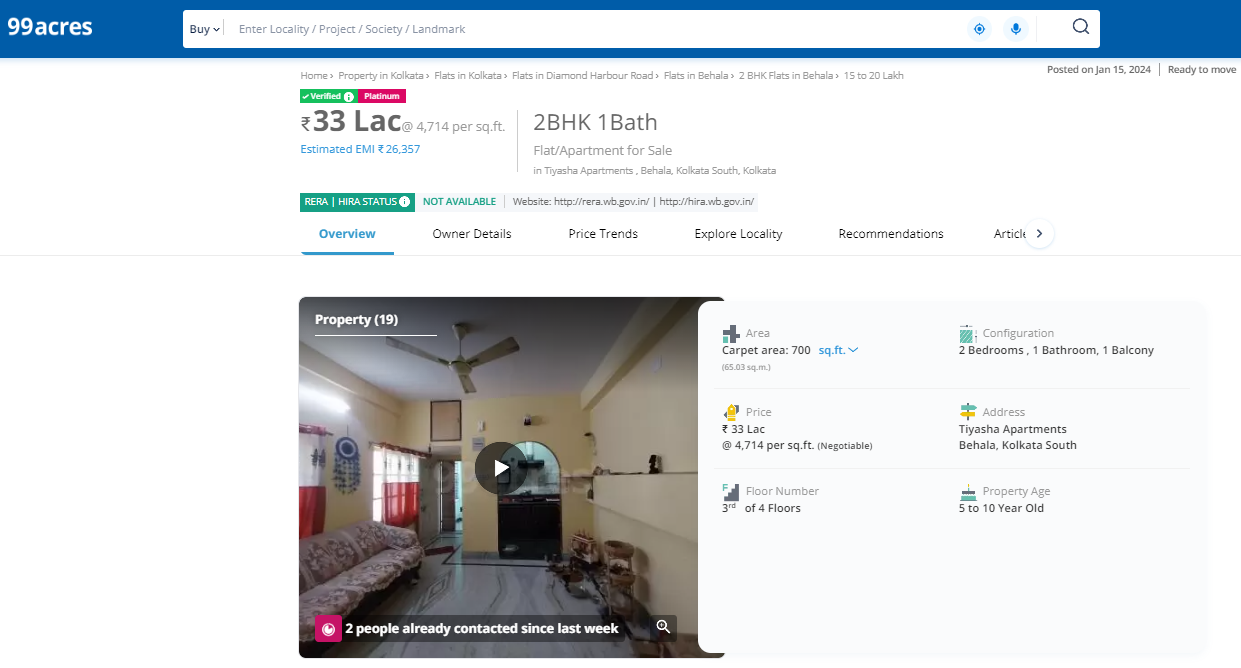 99acres
Buy
Enter Locality / Project / Society / Landmark
Home › Property in Kolkata › Flats in Kolkata › Flats in Diamond Harbour Road › Flats in Behala › 2 BHK Flats in Behala › 15 to 20 Lakh
Posted on Jan 15, 2024 | Ready to move
Verified Platinum
₹33 Lac @ 4,714 per sq.ft.
Estimated EMI ₹ 26,357
2BHK 1Bath
Flat/Apartment for Sale
in Tiyasha Apartments , Behala, Kolkata South, Kolkata
RERA | HIRA STATUS NOT AVAILABLE Website: http://rera.wb.gov.in/ | http://hira.wb.gov.in/
Overview Owner Details Price Trends Explore Locality Recommendations Article
Property (19)
2 people already contacted since last week
Area
Carpet area: 700 sq.ft.
(65.03 sq.m.)
Configuration
2 Bedrooms , 1 Bathroom, 1 Balcony
Price
₹ 33 Lac
@ 4,714 per sq.ft. (Negotiable)
Address
Tiyasha Apartments
Behala, Kolkata South
Floor Number
3rd of 4 Floors
Property Age
5 to 10 Year Old